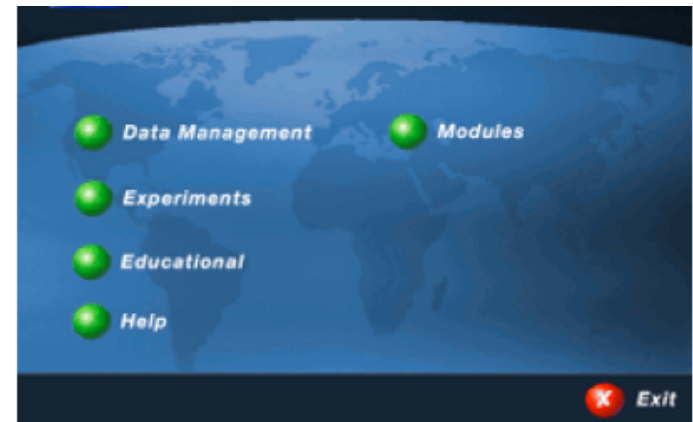 Data Management
Modules
Experiments
Educational
Help
X Exit